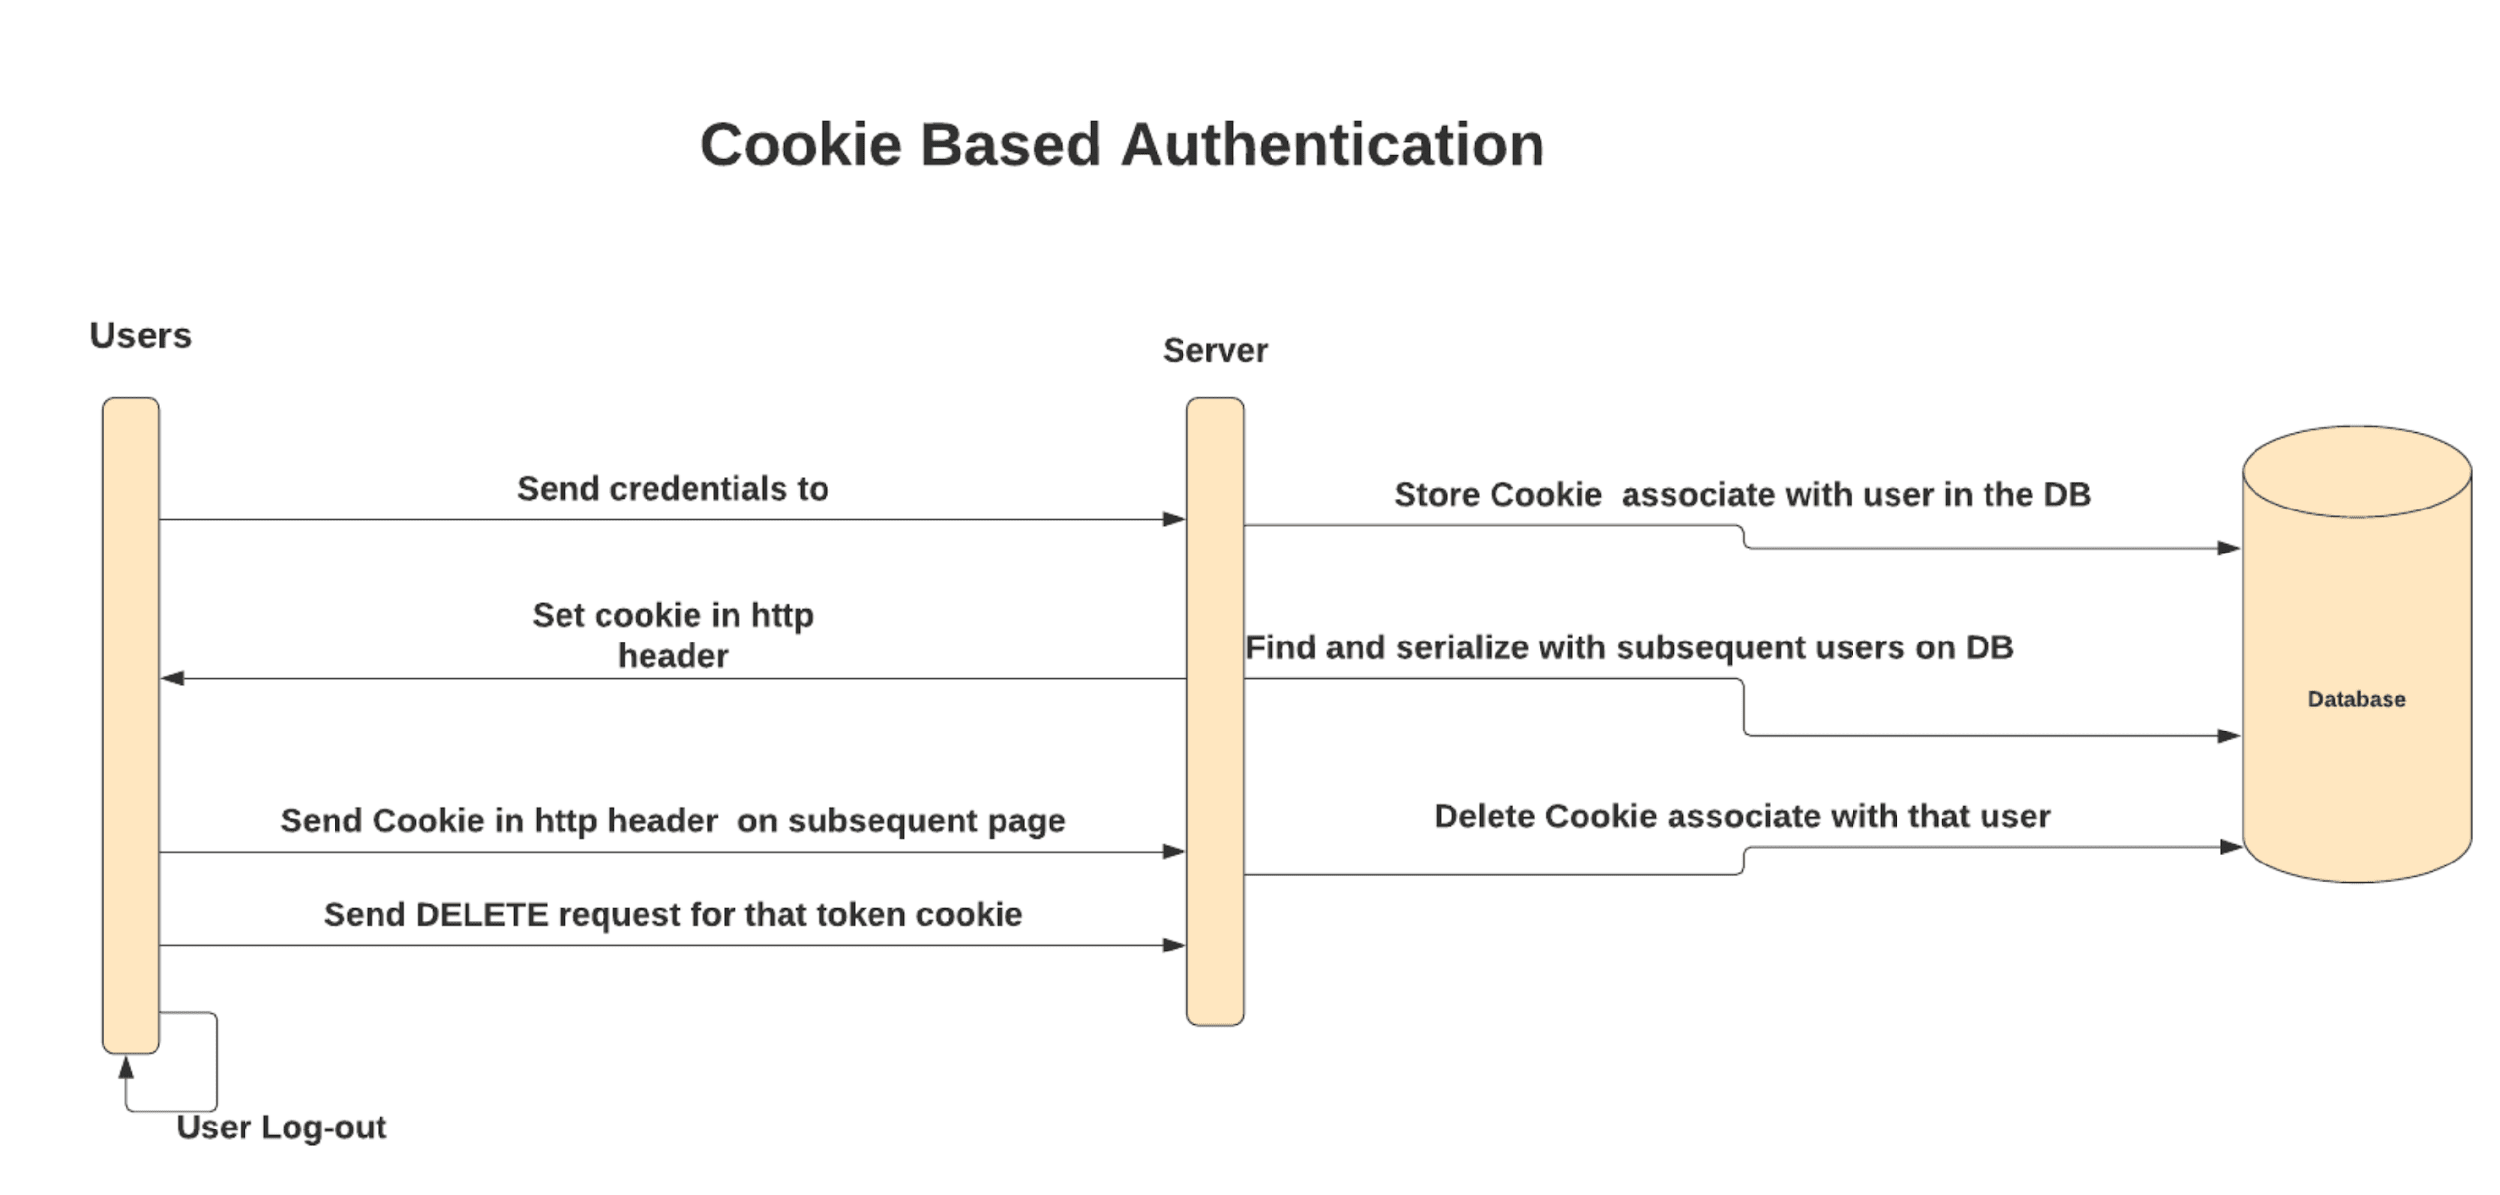 Cookie Based Authentication
Users
Server
Send credentials to
Store Cookie  associate with user in the DB
Set cookie in http
header
Find and serialize with subsequent users on DB
Database
Send Cookie in http header  on subsequent page
Delete Cookie associate with that user
Send DELETE request for that token cookie
User Log-out